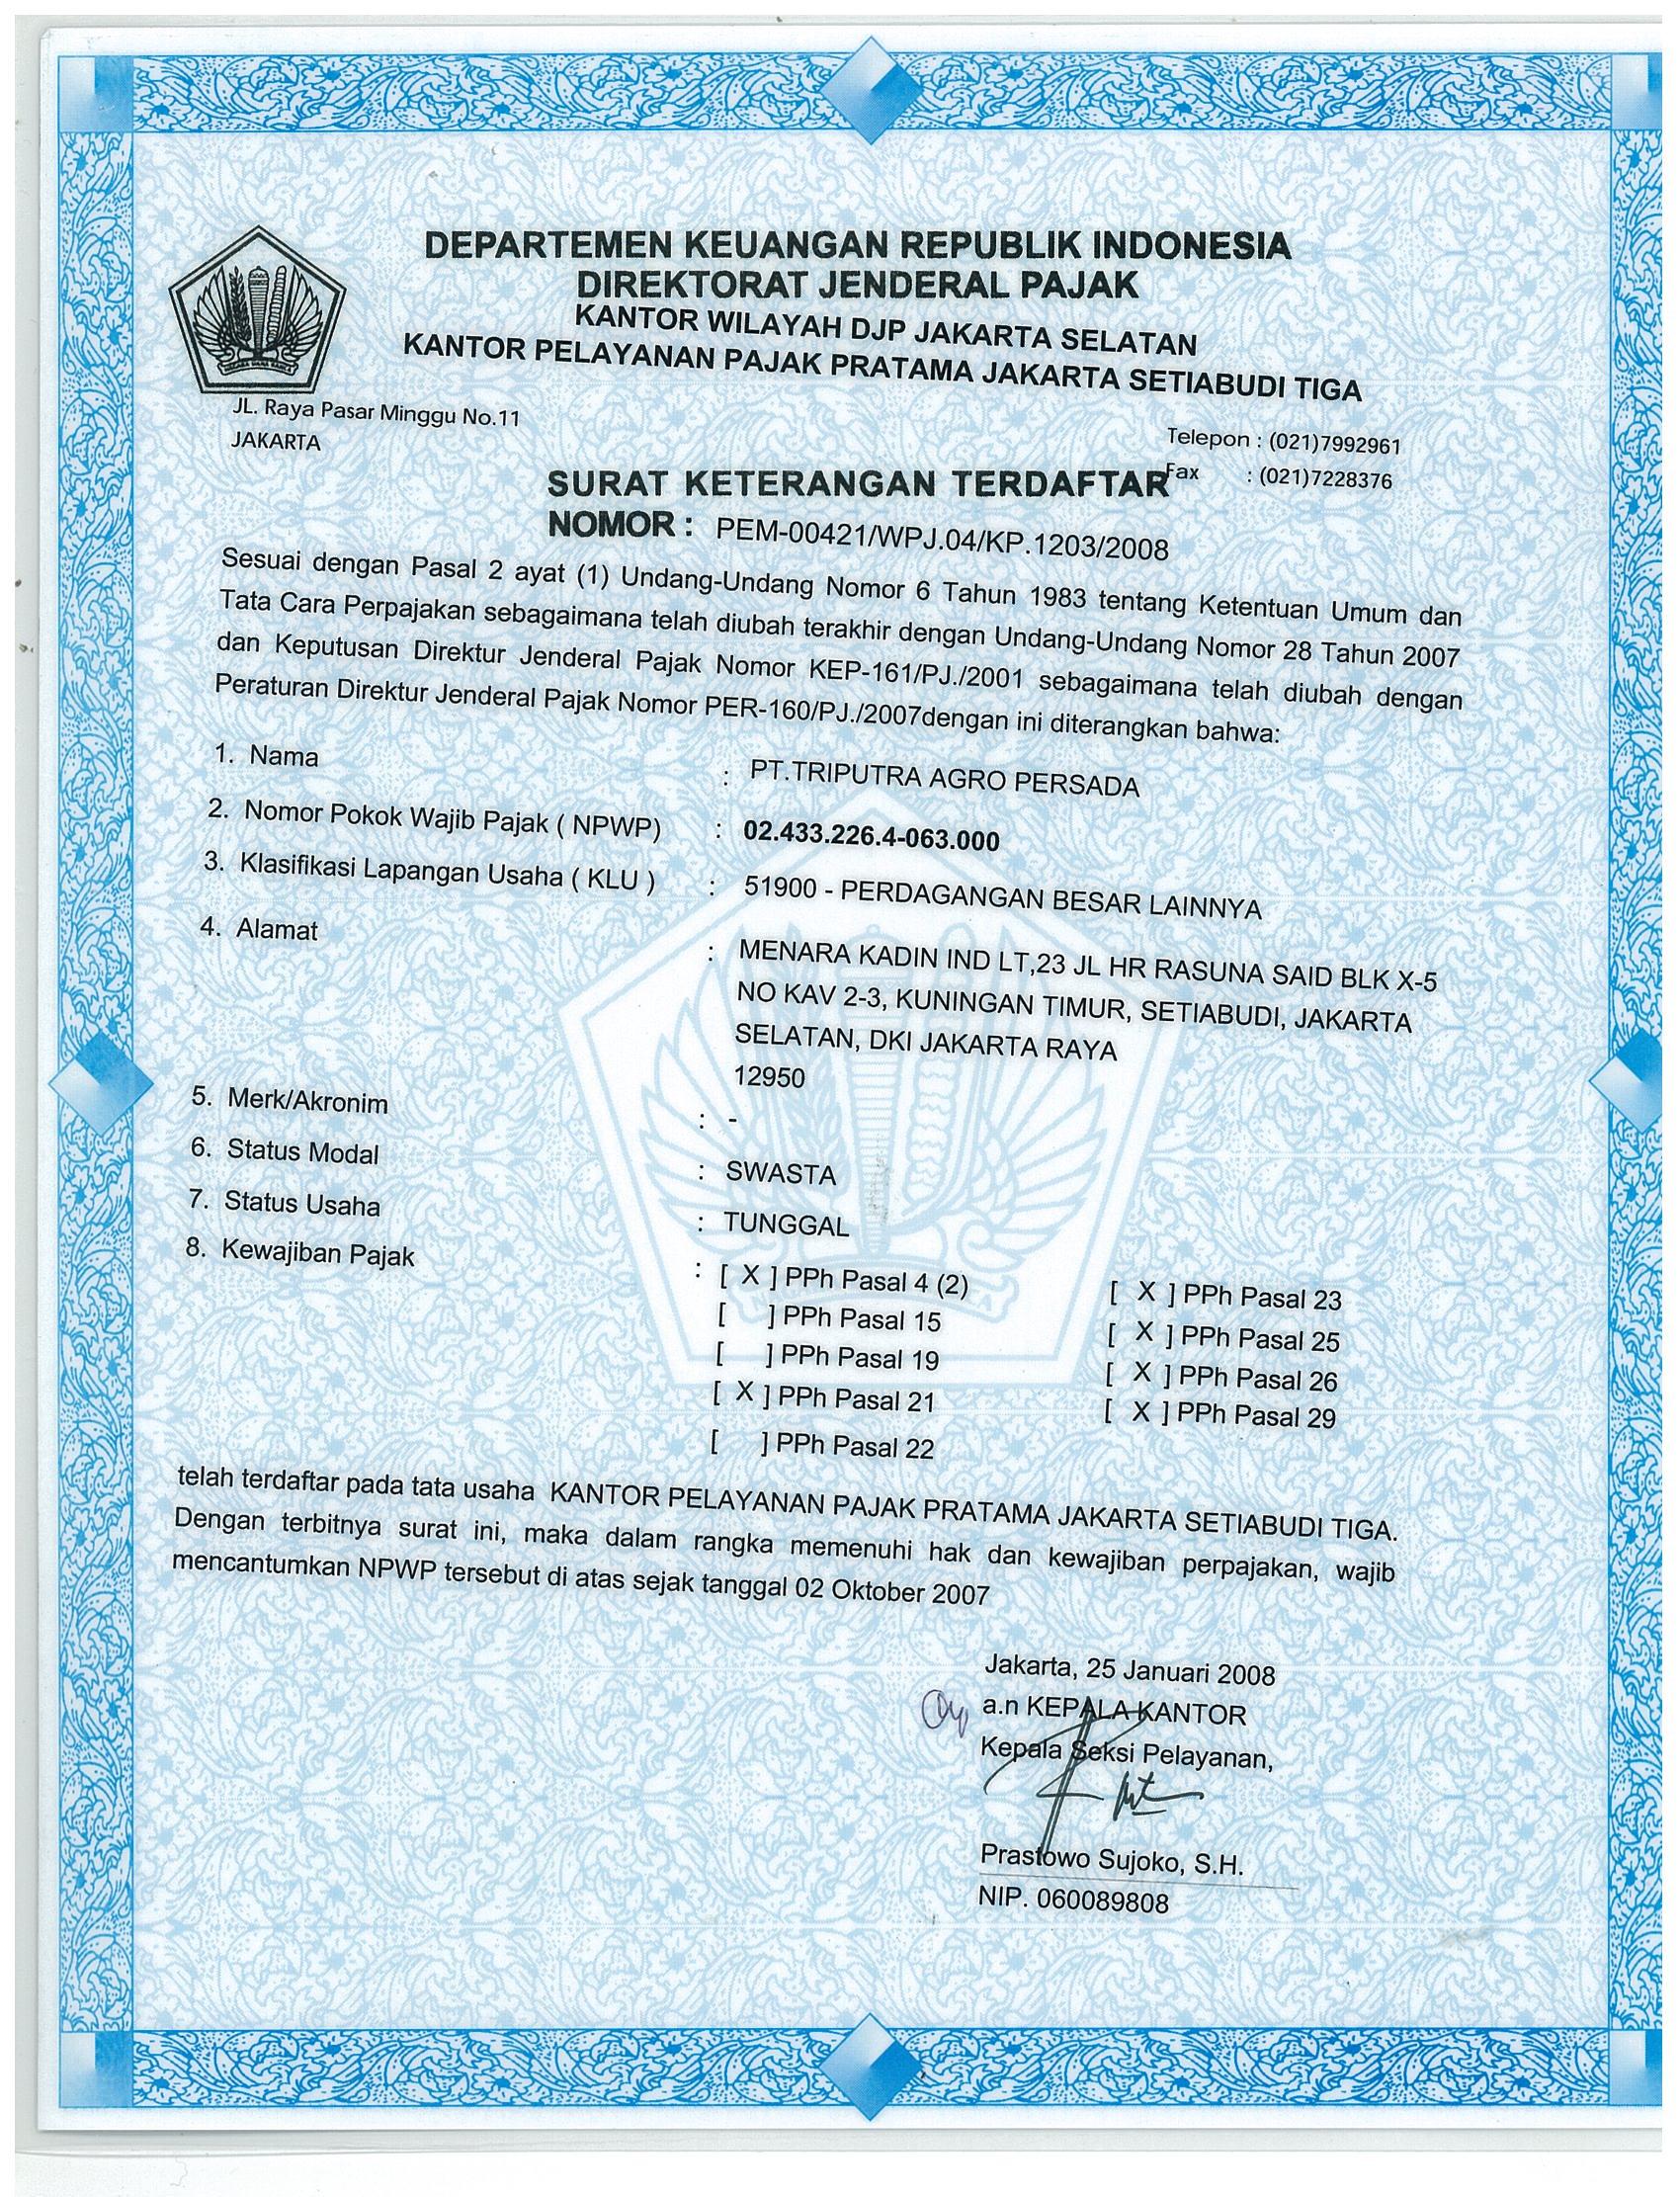 DEPARTEMEN KEUANGAN REPUBLIK INDONESIA
DIREKTORAT JENDERAL PAJAK
KANTOR WILAYAH DJP JAKARTA SELATAN
KANTOR PELAYANAN PAJAK PRATAMA JAKARTA SETIABUDI TIGA
JL. Raya Pasar Minggu No.11
JAKARTA
Telepon : (021)7992961
Fax : (021)7228376
SURAT KETERANGAN TERDAFTAR
NOMOR : PEM-00421/WPJ.04/KP.1203/2008
Sesuai dengan Pasal 2 ayat (1) Undang-Undang Nomor 6 Tahun 1983 tentang Ketentuan Umum dan
Tata Cara Perpajakan sebagaimana telah diubah terakhir dengan Undang-Undang Nomor 28 Tahun 2007
dan Keputusan Direktur Jenderal Pajak Nomor KEP-161/PJ./2001 sebagaimana telah diubah dengan
Peraturan Direktur Jenderal Pajak Nomor PER-160/PJ./2007dengan ini diterangkan bahwa:
1. Nama : PT.TRIPUTRA AGRO PERSADA
2. Nomor Pokok Wajib Pajak ( NPWP) : 02.433.226.4-063.000
3. Klasifikasi Lapangan Usaha ( KLU ) : 51900 - PERDAGANGAN BESAR LAINNYA
4. Alamat : MENARA KADIN IND LT,23 JL HR RASUNA SAID BLK X-5
NO KAV 2-3, KUNINGAN TIMUR, SETIABUDI, JAKARTA
SELATAN, DKI JAKARTA RAYA
12950
5. Merk/Akronim : -
6. Status Modal : SWASTA
7. Status Usaha : TUNGGAL
8. Kewajiban Pajak : [ X ] PPh Pasal 4 (2) [ X ] PPh Pasal 23
[ ] PPh Pasal 15 [ X ] PPh Pasal 25
[ ] PPh Pasal 19 [ X ] PPh Pasal 26
[ X ] PPh Pasal 21 [ X ] PPh Pasal 29
[ ] PPh Pasal 22
telah terdaftar pada tata usaha KANTOR PELAYANAN PAJAK PRATAMA JAKARTA SETIABUDI TIGA.
Dengan terbitnya surat ini, maka dalam rangka memenuhi hak dan kewajiban perpajakan, wajib
mencantumkan NPWP tersebut di atas sejak tanggal 02 Oktober 2007
Jakarta, 25 Januari 2008
a.n KEPALA KANTOR
Kepala Seksi Pelayanan,
Prastowo Sujoko, S.H.
NIP. 060089808